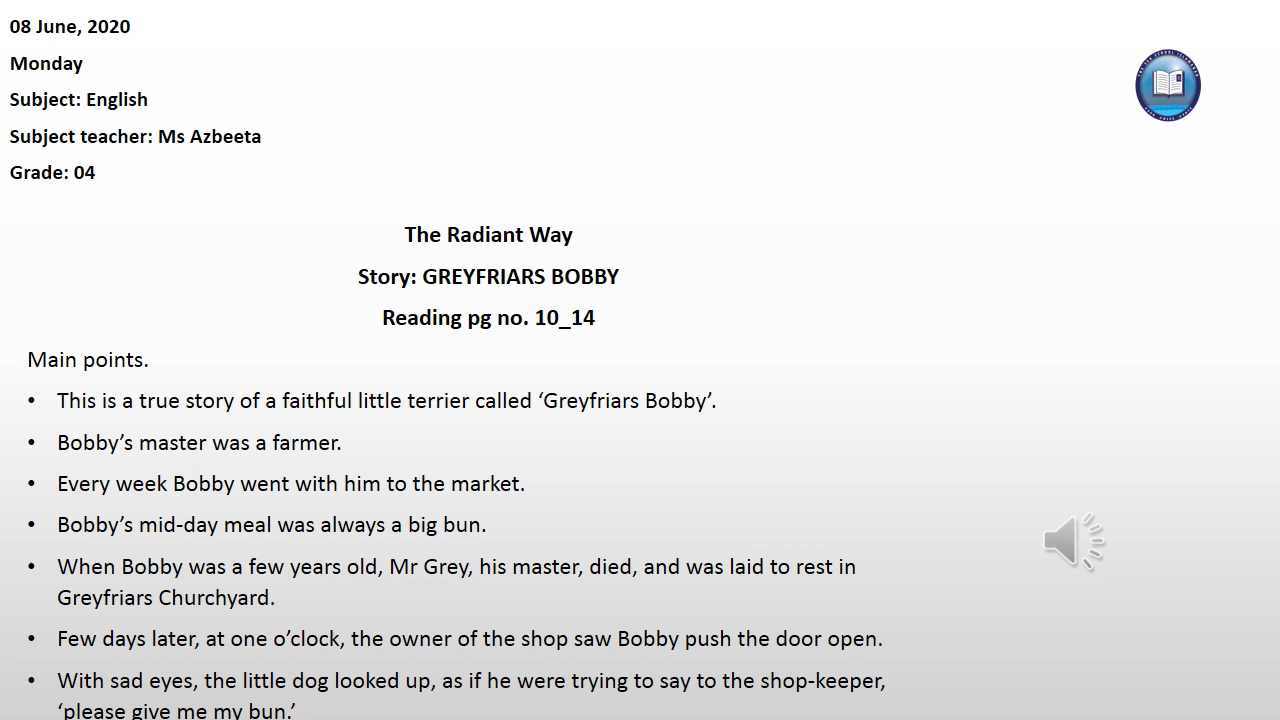 08 June, 2020
Monday
Subject: English
Subject teacher: Ms Azbeeta
Grade: 04
The Radiant Way
Story: GREYFRIARS BOBBY
Reading pg no. 10_14
Main points.
• This is a true story of a faithful little terrier called ‘Greyfriars Bobby’.
• Bobby’s master was a farmer.
• Every week Bobby went with him to the market.
• Bobby’s mid-day meal was always a big bun.
• When Bobby was a few years old, Mr Grey, his master, died, and was laid to rest in
Greyfriars Churchyard.
• Few days later, at one o’clock, the owner of the shop saw Bobby push the door open.
• With sad eyes, the little dog looked up, as if he were trying to say to the shop-keeper,
‘please give me my bun.’